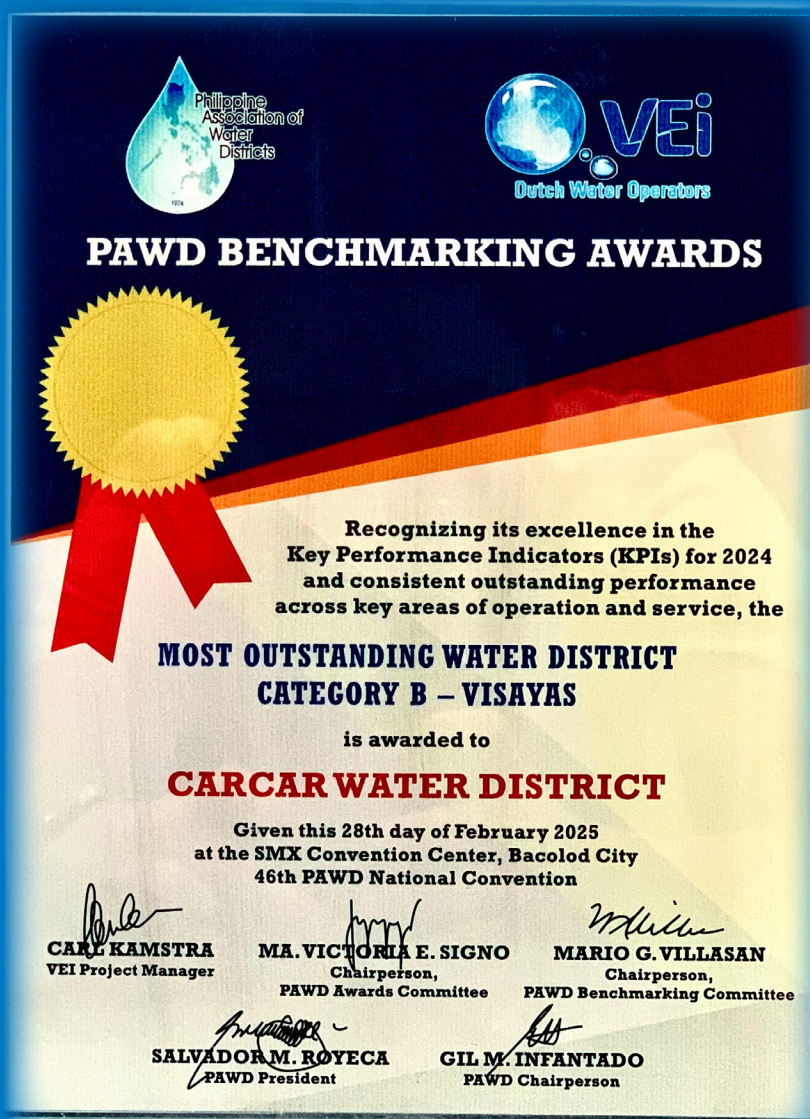 Philippine
Association of
Water
Districts
1974
VEi
Dutch Water Operators
PAWD BENCHMARKING AWARDS
Recognizing its excellence in the
Key Performance Indicators (KPIs) for 2024
and consistent outstanding performance
across key areas of operation and service, the
MOST OUTSTANDING WATER DISTRICT
CATEGORY B – VISAYAS
is awarded to
CARCAR WATER DISTRICT
Given this 28th day of February 2025
at the SMX Convention Center, Bacolod City
46th PAWD National Convention
CARL KAMSTRA
VEI Project Manager
MA. VICTORIA E. SIGNO
Chairperson,
PAWD Awards Committee
MARIO G. VILLASAN
Chairperson,
PAWD Benchmarking Committee
SALVADOR M. ROYECA
PAWD President
GIL M. INFANTADO
PAWD Chairperson